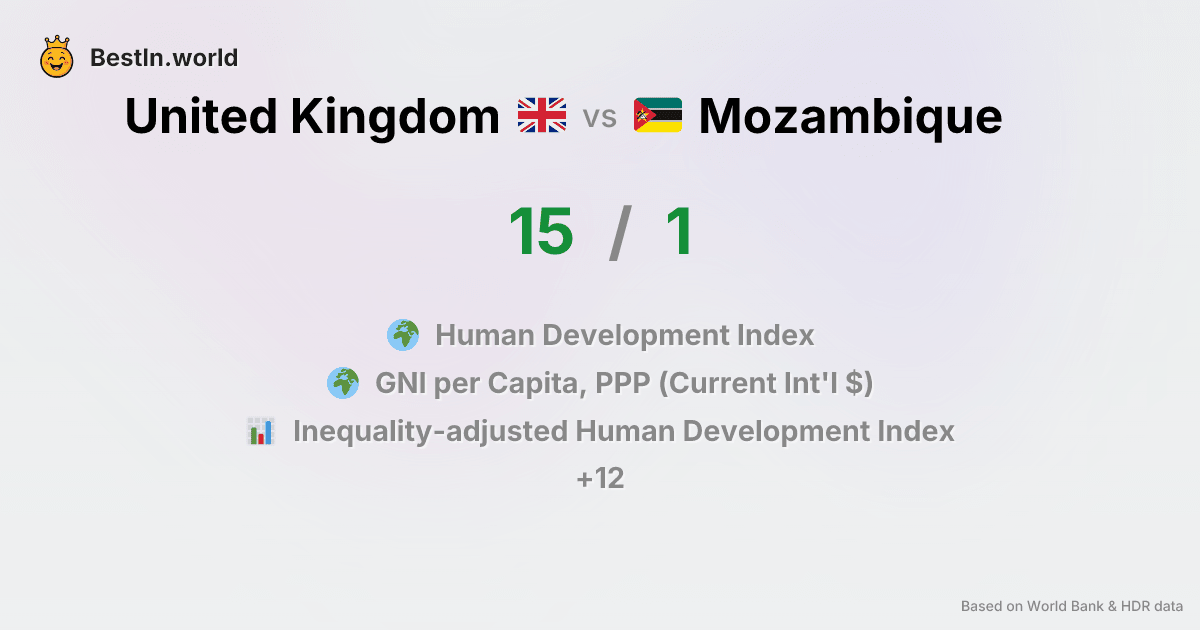 BestIn.world
United Kingdom vs Mozambique
15 / 1
Human Development Index
GNI per Capita, PPP (Current Int'l $)
Inequality-adjusted Human Development Index
+12
Based on World Bank & HDR data